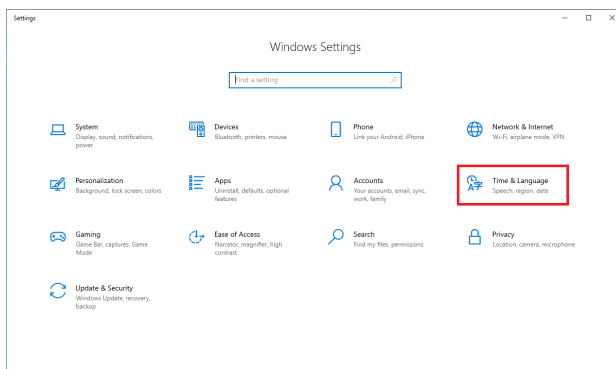 Settings
Windows Settings
Find a setting
System
Display, sound, notifications,
power
Devices
Bluetooth, printers, mouse
Phone
Link your Android, iPhone
Network & Internet
Wi-Fi, airplane mode, VPN
Personalization
Background, lock screen, colors
Apps
Uninstall, defaults, optional
features
Accounts
Your accounts, email, sync,
work, family
Time & Language
Speech, region, date
Gaming
Game Bar, captures, Game
Mode
Ease of Access
Narrator, magnifier, high
contrast
Search
Find my files, permissions
Privacy
Location, camera, microphone
Update & Security
Windows Update, recovery,
backup